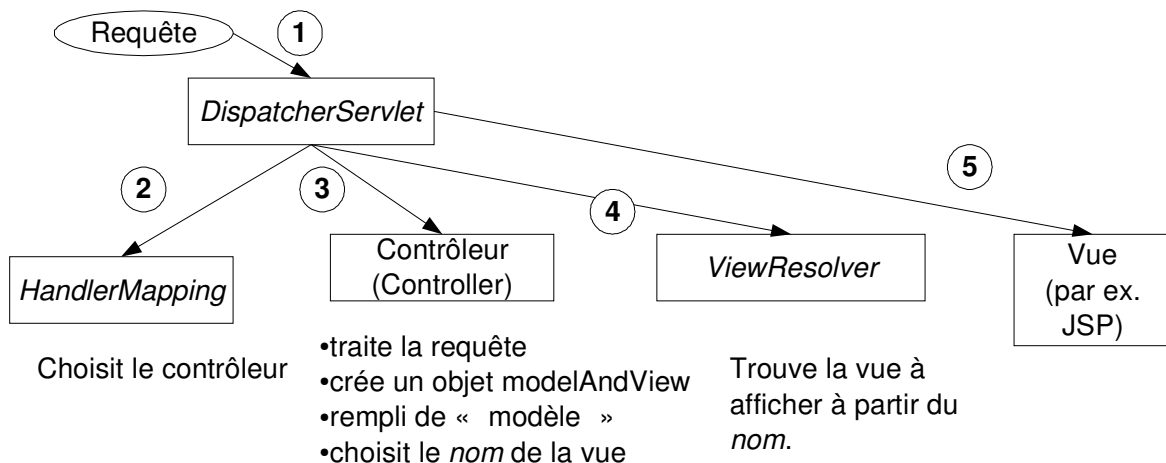 Requête
1
DispatcherServlet
2
3
4
5
HandlerMapping
Contrôleur
(Controller)
ViewResolver
Vue
(par ex.
JSP)
Choisit le contrôleur
•traite la requête
•crée un objet modelAndView
•rempli de « modèle »
•choisit le nom de la vue
Trouve la vue à
afficher à partir du
nom.